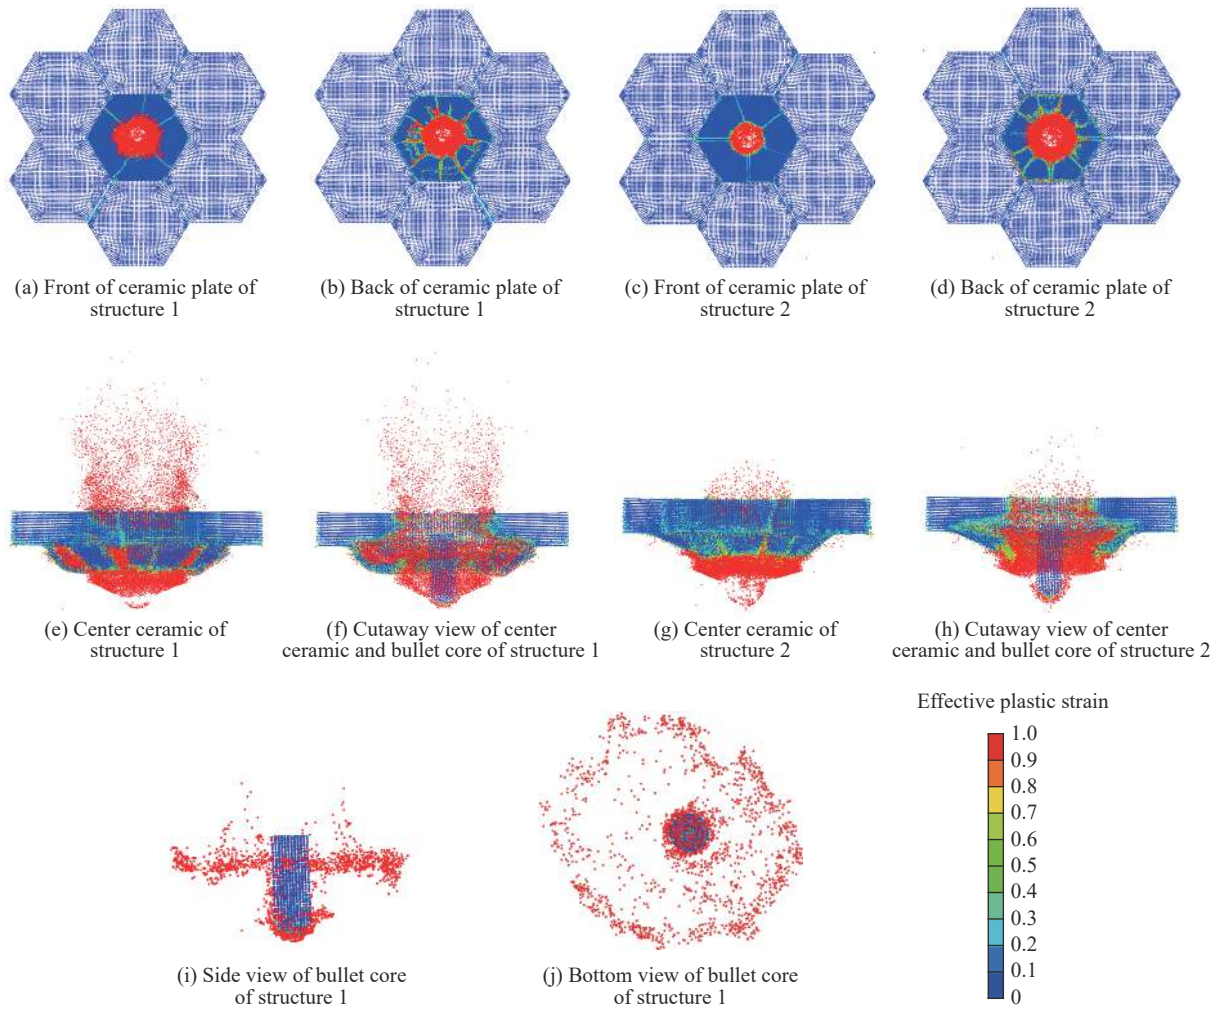 (a) Front of ceramic plate of
structure 1
(b) Back of ceramic plate of
structure 1
(c) Front of ceramic plate of
structure 2
(d) Back of ceramic plate of
structure 2
(e) Center ceramic of
structure 1
(f) Cutaway view of center
ceramic and bullet core of structure 1
(g) Center ceramic of
structure 2
(h) Cutaway view of center
ceramic and bullet core of structure 2
Effective plastic strain
1.0
0.9
0.8
0.7
0.6
0.5
0.4
0.3
0.2
0.1
0
(i) Side view of bullet core
of structure 1
(j) Bottom view of bullet core
of structure 1